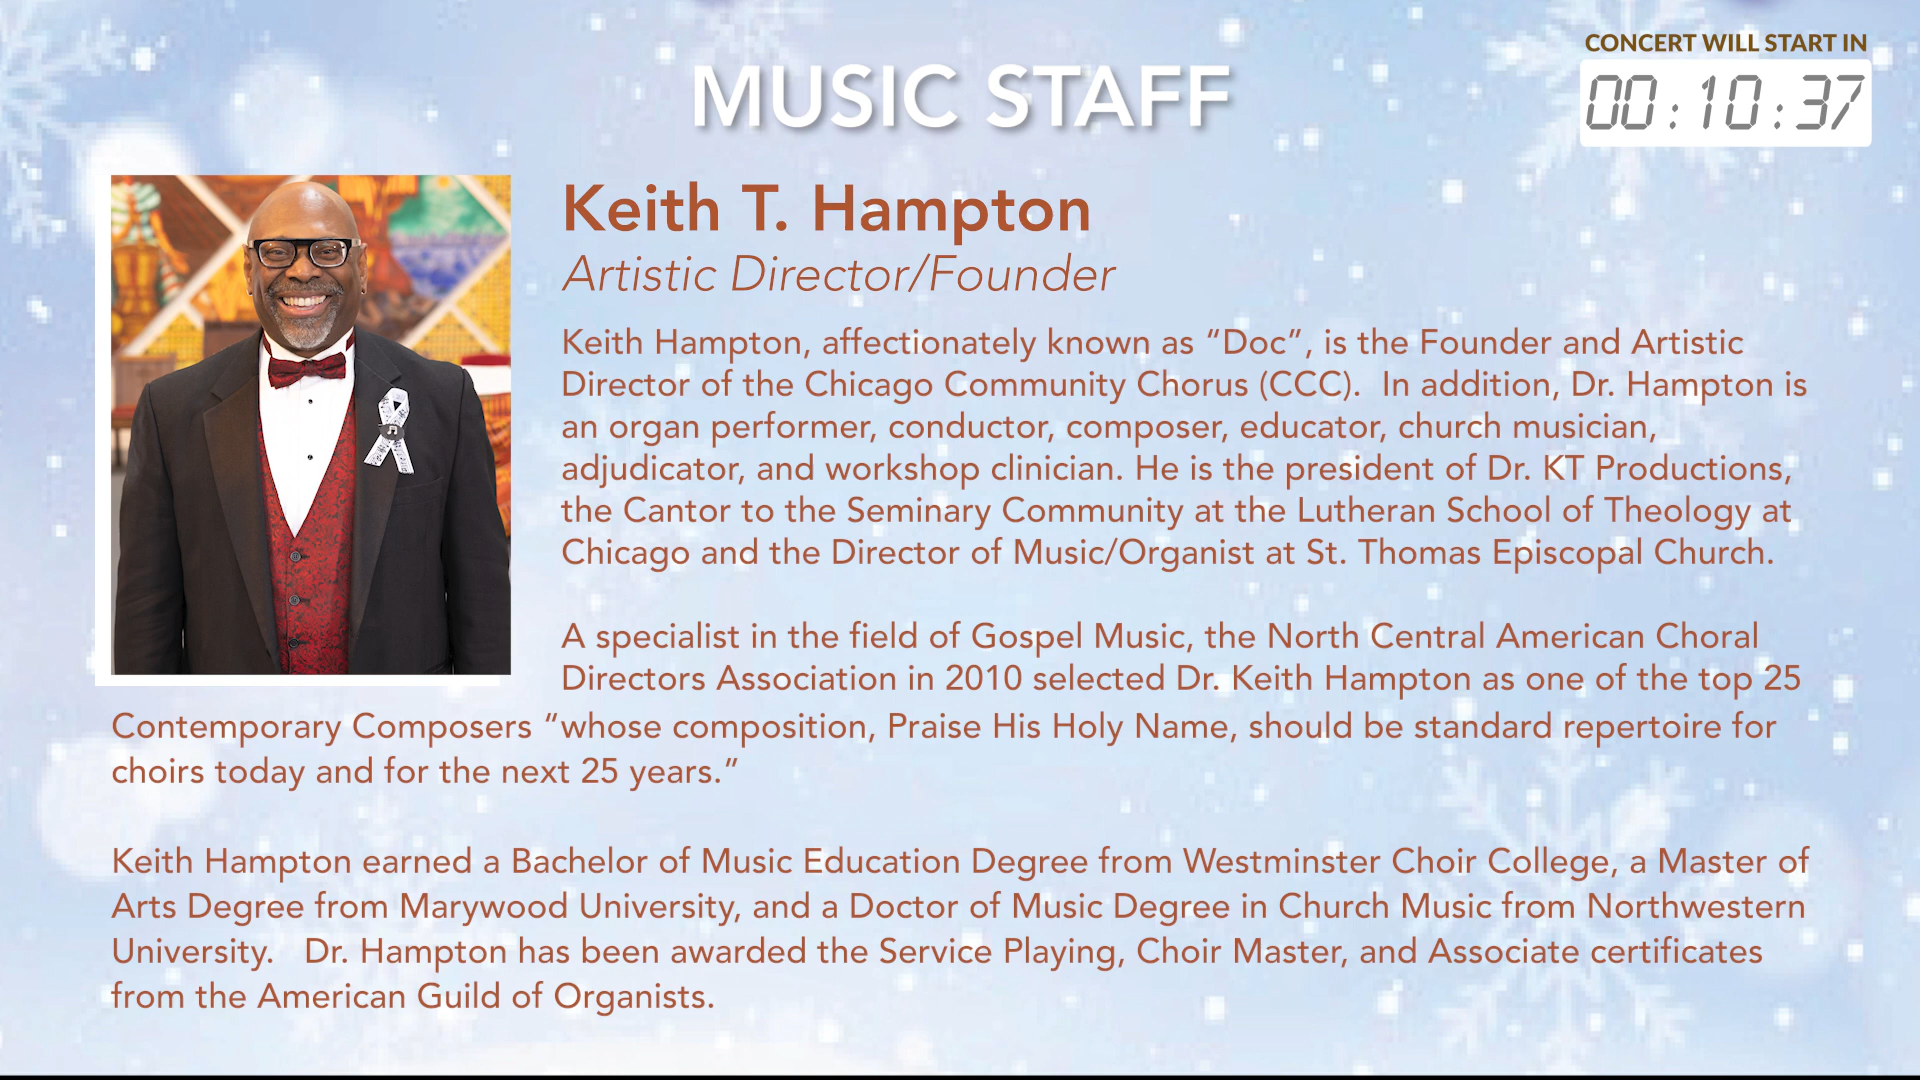 CONCERT WILL START IN
00:10:37
MUSIC STAFF
Keith T. Hampton
Artistic Director/Founder
Keith Hampton, affectionately known as “Doc”, is the Founder and Artistic
Director of the Chicago Community Chorus (CCC).  In addition, Dr. Hampton is
an organ performer, conductor, composer, educator, church musician,
adjudicator, and workshop clinician. He is the president of Dr. KT Productions,
the Cantor to the Seminary Community at the Lutheran School of Theology at
Chicago and the Director of Music/Organist at St. Thomas Episcopal Church.
A specialist in the field of Gospel Music, the North Central American Choral
Directors Association in 2010 selected Dr. Keith Hampton as one of the top 25
Contemporary Composers “whose composition, Praise His Holy Name, should be standard repertoire for
choirs today and for the next 25 years.”
Keith Hampton earned a Bachelor of Music Education Degree from Westminster Choir College, a Master of
Arts Degree from Marywood University, and a Doctor of Music Degree in Church Music from Northwestern
University.   Dr. Hampton has been awarded the Service Playing, Choir Master, and Associate certificates
from the American Guild of Organists.